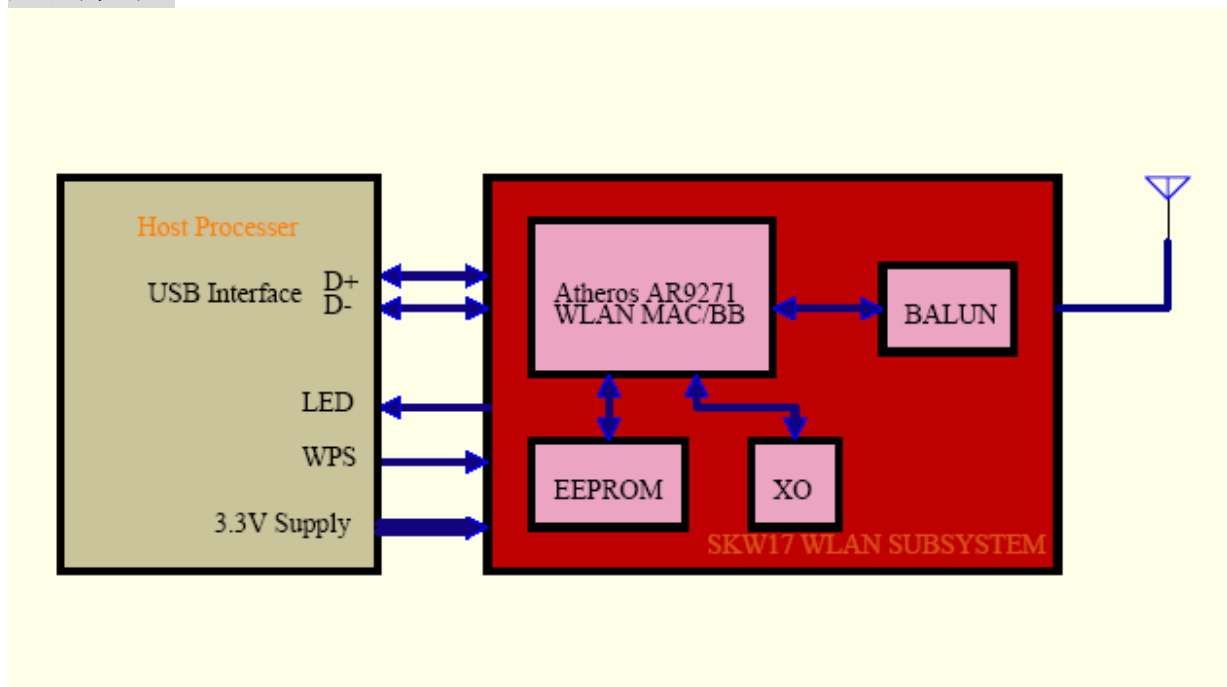 Host Processer
USB Interface D+
D-
LED
WPS
3.3V Supply
Atheros AR9271
WLAN MAC/BB
BALUN
EEPROM
XO
SKW17 WLAN SUBSYSTEM